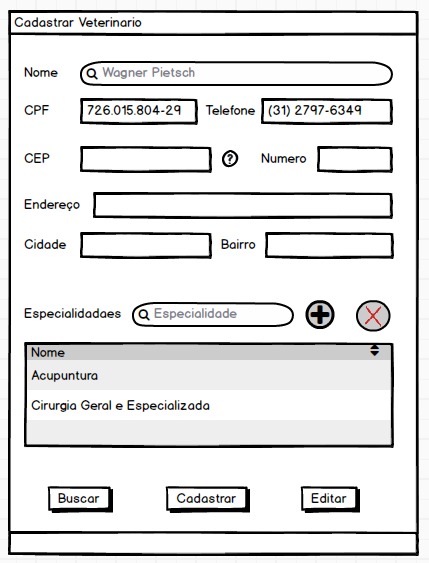 Cadastrar Veterinario
Nome Wagner Pietsch
CPF 726.015.804-29 Telefone (31) 2797-6349
CEP ? Numero
Endereço
Cidade Bairro
Especialidadaes Especialidade
Nome
Acupuntura
Cirurgia Geral e Especializada
Buscar Cadastrar Editar